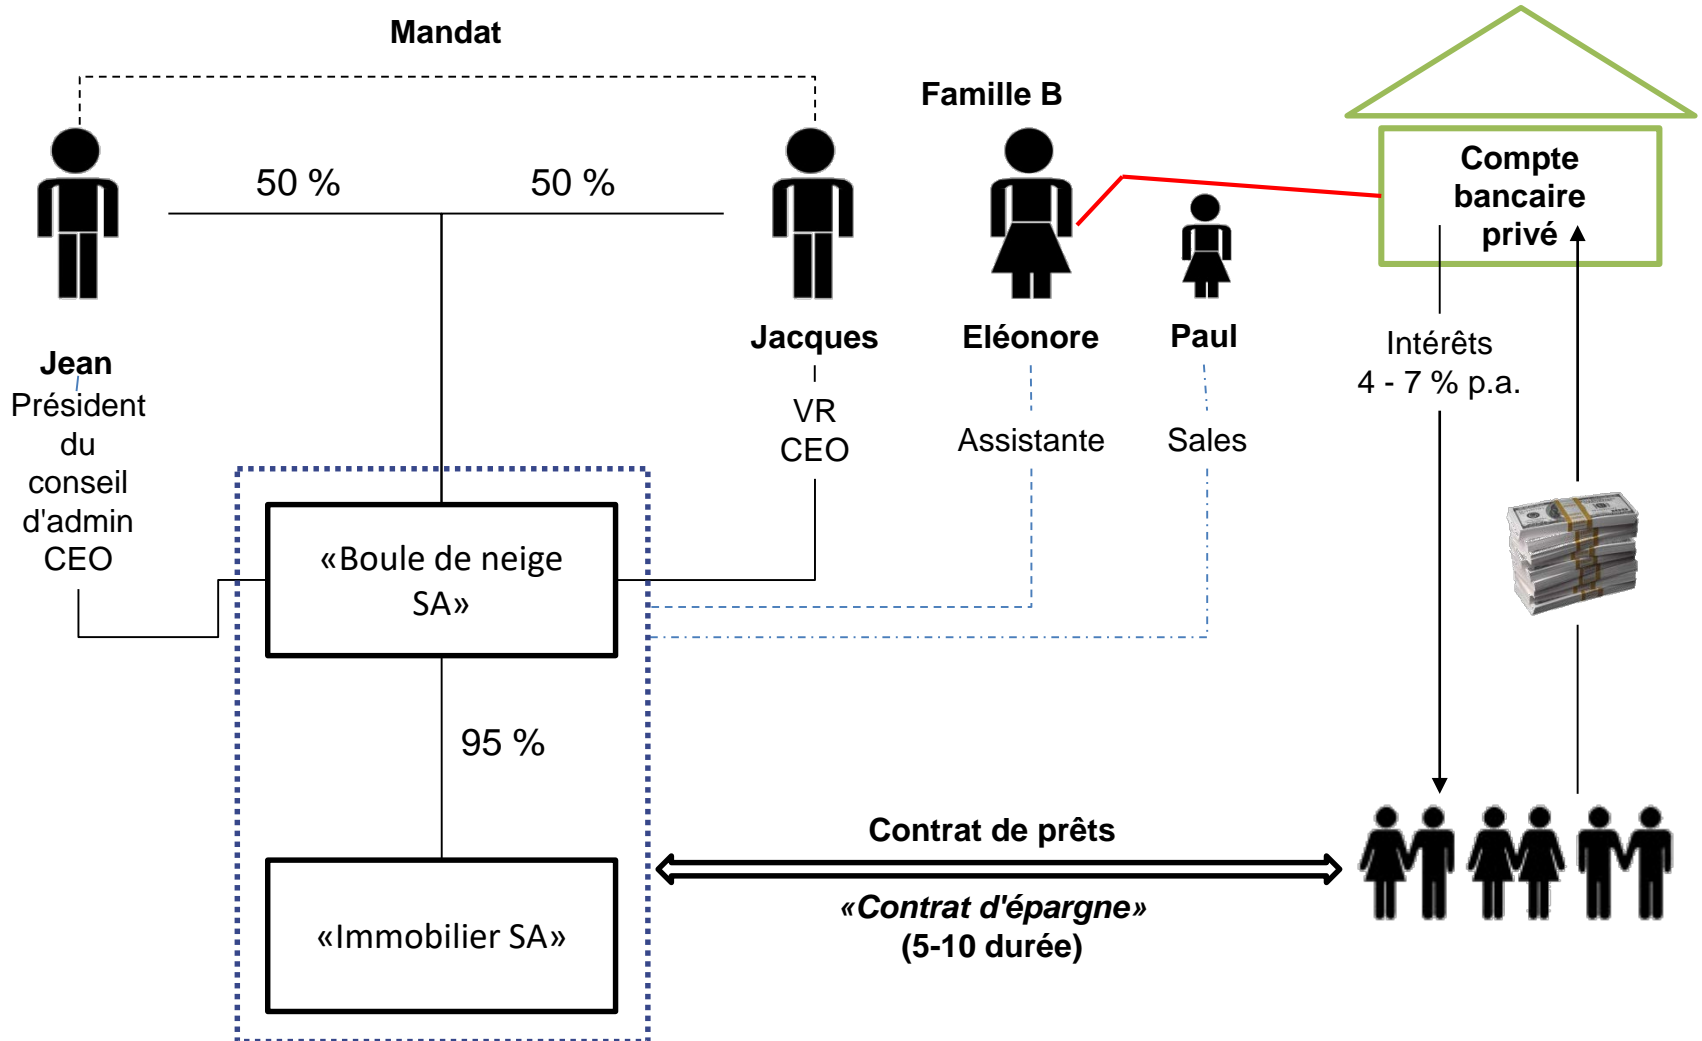 Mandat
Famille B
50 %
50 %
Compte
bancaire
privé
Jean
Président
du
conseil
d'admin
CEO
Jacques
VR
CEO
Eléonore
Assistante
Paul
Sales
Intérêts
4 - 7 % p.a.
«Boule de neige
SA»
95 %
«Immobilier SA»
Contrat de prêts
«Contrat d'épargne»
(5-10 durée)